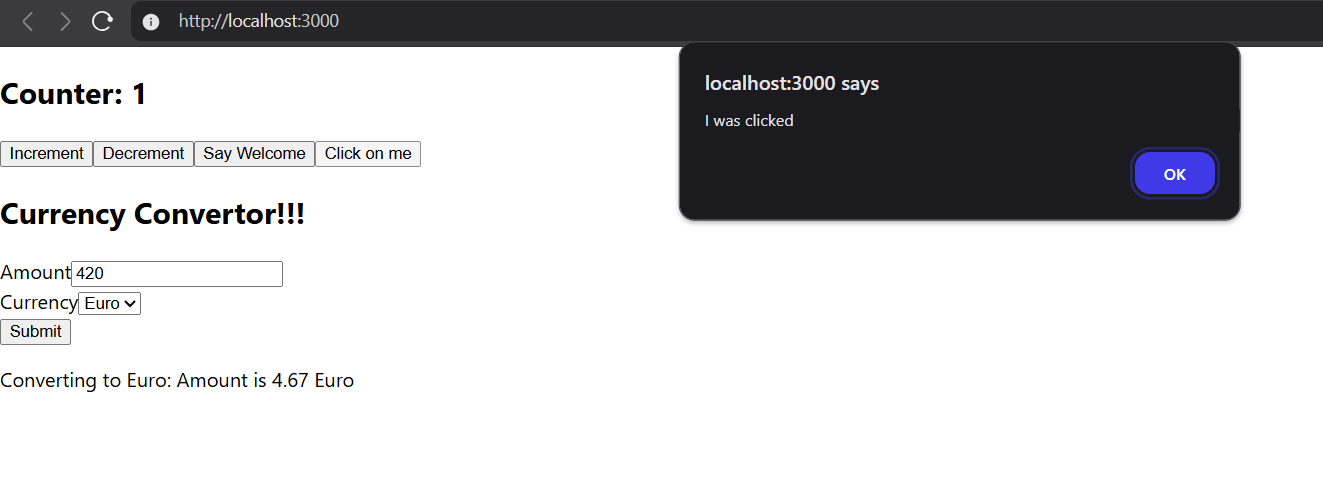 http://localhost:3000
localhost:3000 says
I was clicked
OK
Counter: 1
Increment Decrement Say Welcome Click on me
Currency Convertor!!!
Amount 420
Currency Euro
Submit
Converting to Euro: Amount is 4.67 Euro